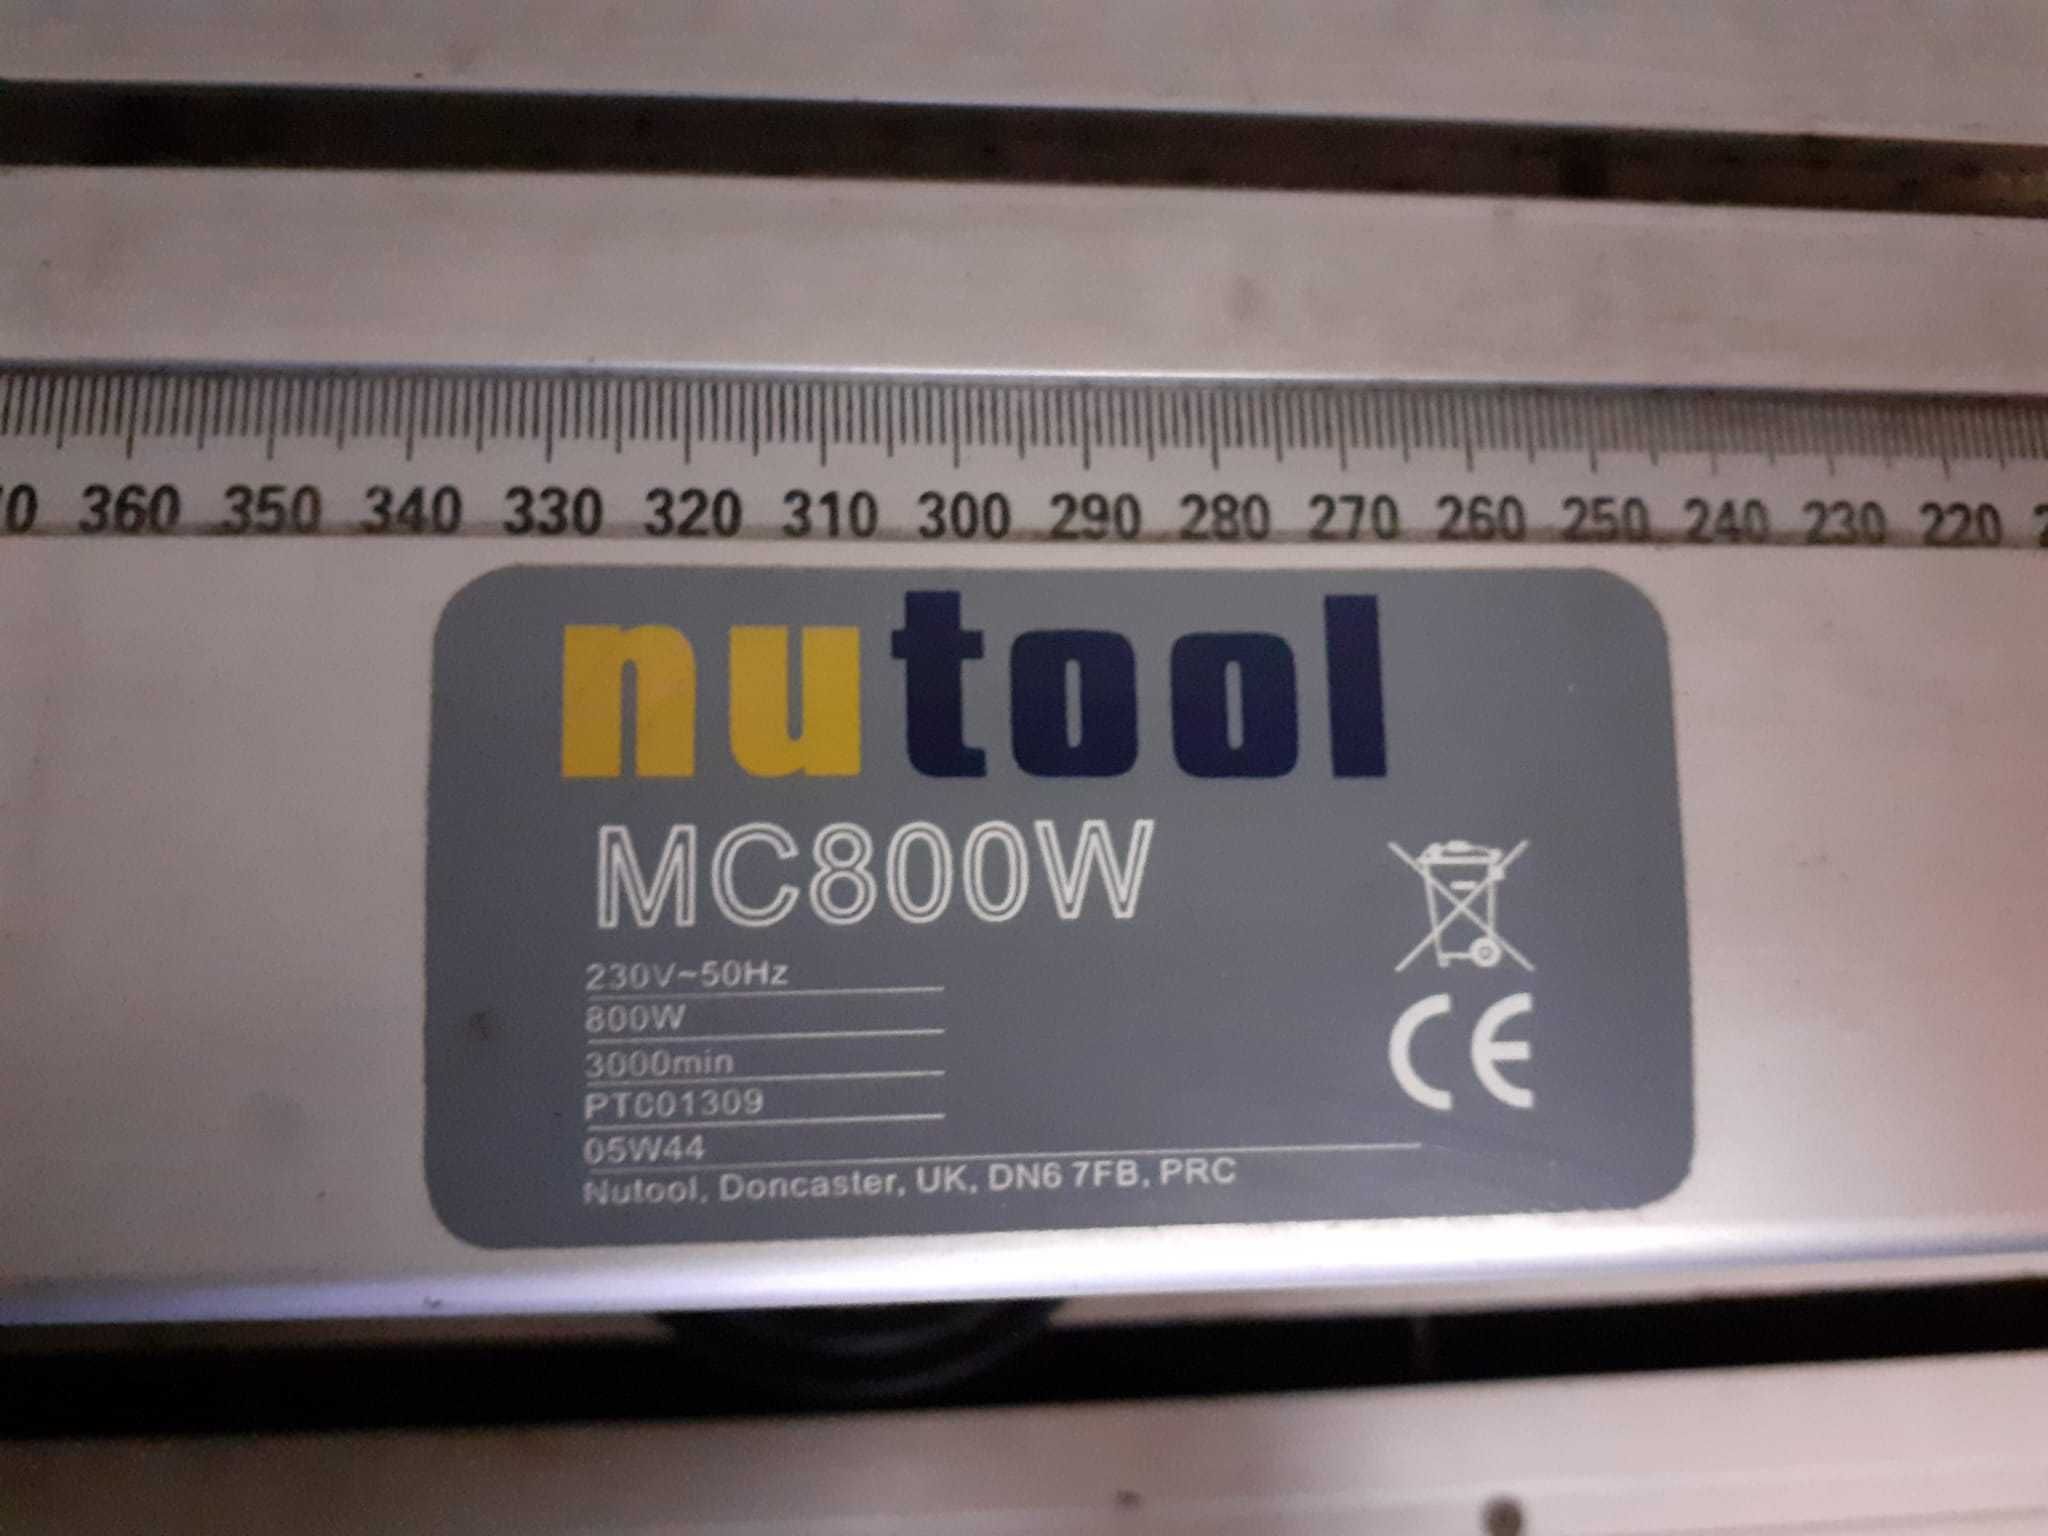 360 350 340 330 320 310 300 290 280 270 260 250 240 230 220
nutool
MC800W
230V~50Hz
800W
3000min
PTC01309
05W44
Nutool, Doncaster, UK, DN6 7FB, PRC
CE